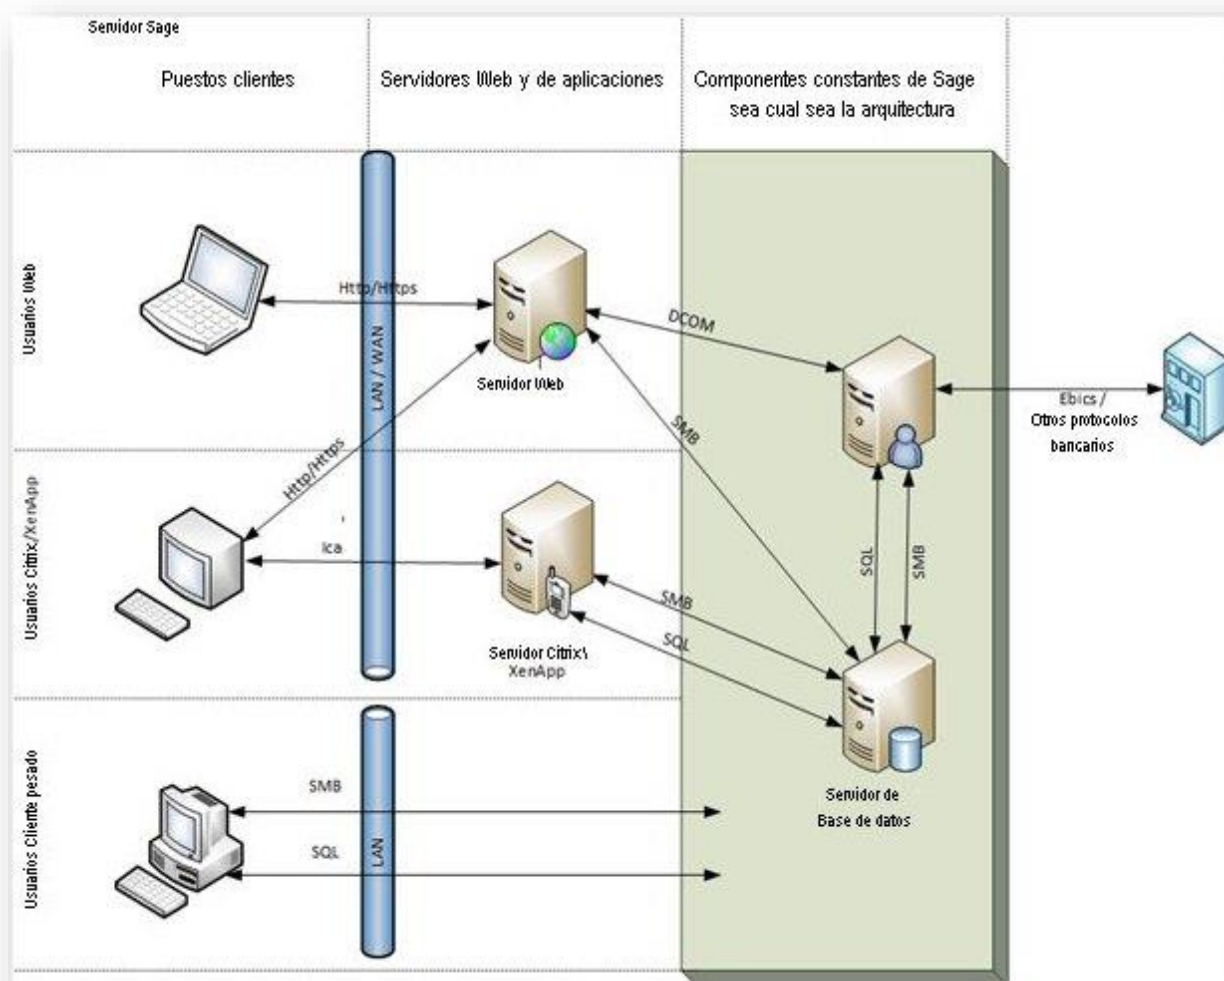 Servidor Sage
Puestos clientes
Servidores Web y de aplicaciones
Componentes constantes de Sage
sea cual sea la arquitectura
Usuarios Web
Http/Https
LAN / WAN
Servidor Web
DCOM
SMB
Ebics /
Otros protocolos
bancarios
Usuarios Citrix/XenApp
Http/Https
Ica
Servidor Citrix\
XenApp
SMB
SQL
SQL
SMB
Servidor de
Base de datos
Usuarios Cliente pesado
SMB
SQL
LAN